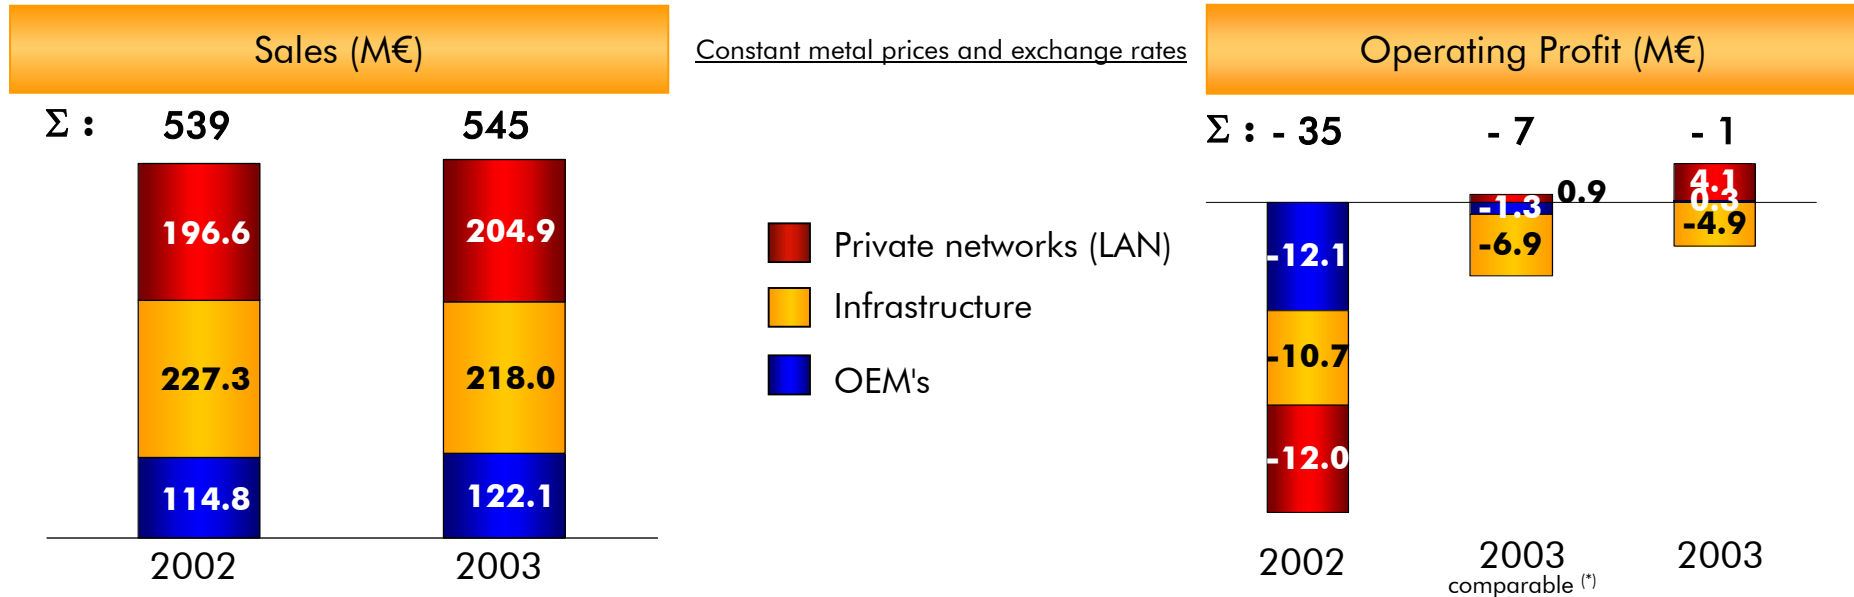 Sales (M€)
Constant metal prices and exchange rates
Operating Profit (M€)
Σ : 539 545
Σ : - 35 - 7 - 1
196.6 204.9
227.3 218.0
114.8 122.1
2002 2003
Private networks (LAN)
Infrastructure
OEM's
-12.1
-10.7
-12.0
0.9
-1.3
-6.9
4.1
0.3
-4.9
2002 2003 2003
comparable (*)